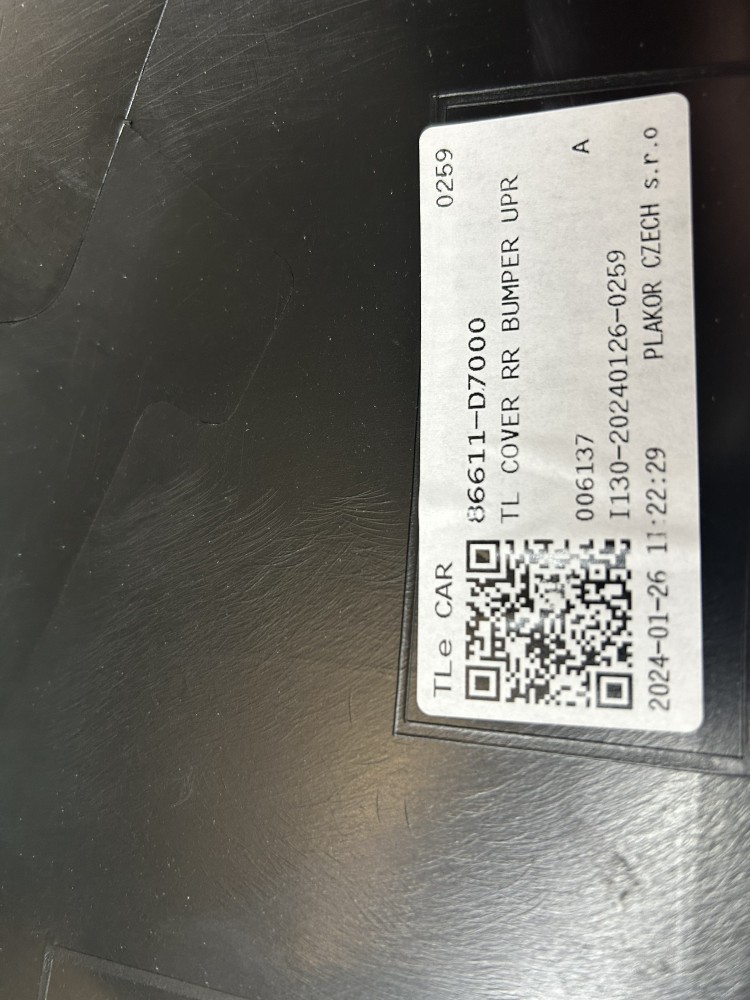 TLe CAR 0259
86611-D7000
TL COVER RR BUMPER UPR
006137 A
I130-20240126-0259
2024-01-26 11:22:29 PLAKOR CZECH s.r.o